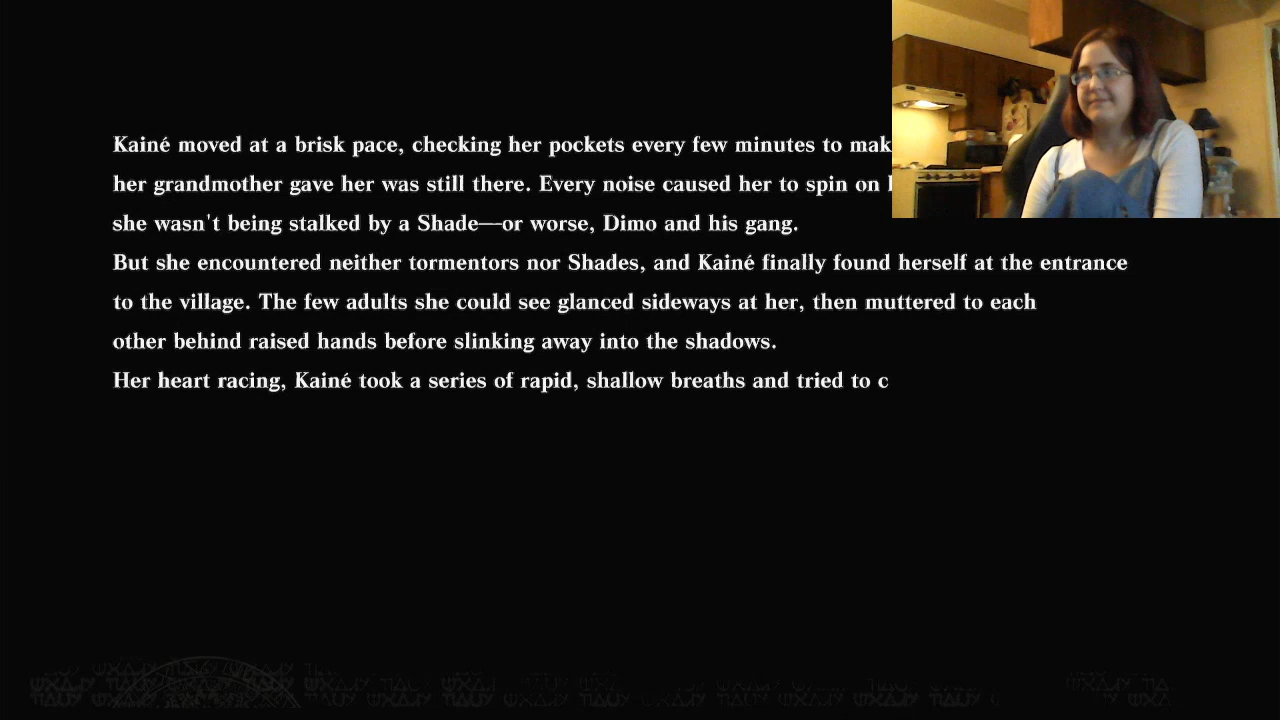 Kainé moved at a brisk pace, checking her pockets every few minutes to
her grandmother gave her was still there. Every noise caused her to spin on
she wasn't being stalked by a Shade—or worse, Dimo and his gang.
But she encountered neither tormentors nor Shades, and Kainé finally found herself at the entrance
to the village. The few adults she could see glanced sideways at her, then muttered to each
other behind raised hands before slinking away into the shadows.
Her heart racing, Kainé took a series of rapid, shallow breaths and tried to c